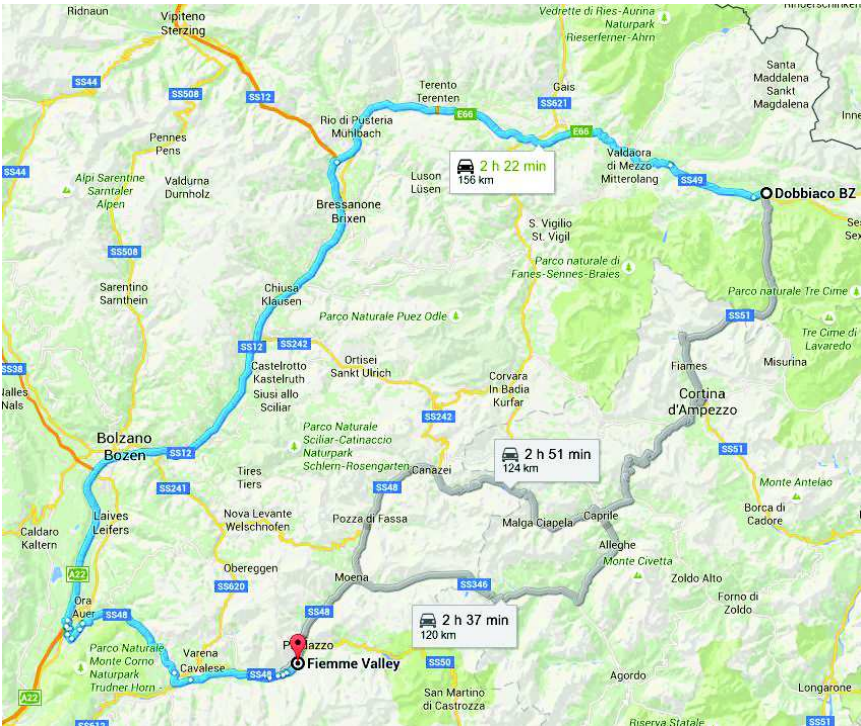 Ridnaun
Vipiteno
Sterzing
Vedrette di Ries-Aurina
Naturpark
Rieserferner-Ahrn
SS44
SS508
SS12
Terento
Terenten
Gais
SS621
Santa
Maddalena
Sankt
Magdalena
Inne
Rio di Pusteria
Mühlbach
E66
E66
Pennes
Pens
SS44
2 h 22 min
156 km
Valdaora
di Mezzo
Mitterolang
SS49
Dobbiaco BZ
Alpi Sarentine
Sarntaler
Alpen
Valdurna
Durnholz
Luson
Lüsen
Bressanone
Brixen
S. Vigilio
St. Vigil
SS508
Parco naturale di
Fanes-Sennes-Braies
Sarentino
Sarnthein
Chiusa
Klausen
Parco naturale Tre Cime
Parco Naturale Puez Odle
SS51
Tre Cime di
Lavaredo
SS12
SS242
Ortisei
Sankt Ulrich
Castelrotto
Kastelruth
Siusi allo
Sciliar
SS38
Fiames
Misurina
Corvara
In Badia
Kurfar
Cortina
d'Ampezzo
Nals
SS242
Parco Naturale
Sciliar-Catinaccio
Naturpark
Schlern-Rosengarten
Bolzano
Bozen
SS12
SS51
2 h 51 min
124 km
Canazei
Tires
Tiers
SS241
SS48
Monte Antelao
Borca di
Cadore
Nova Levante
Welschnofen
Pozza di Fassa
Malga Ciapela
Caprile
Caldaro
Kaltern
Laives
Leifers
Alleghe
Monte Civetta
Obereggen
Zoldo Alto
A22
SS620
Moena
SS346
Forno di
Zoldo
Ora
Auer
SS48
SS48
2 h 37 min
120 km
Parco Naturale
Monte Corno
Naturpark
Trudner Horn
Varena
Cavalese
Fiemme Valley
SS50
Agordo
San Martino
di Castrozza
Longarone
A22
SS612
Riserva Statale
SS51